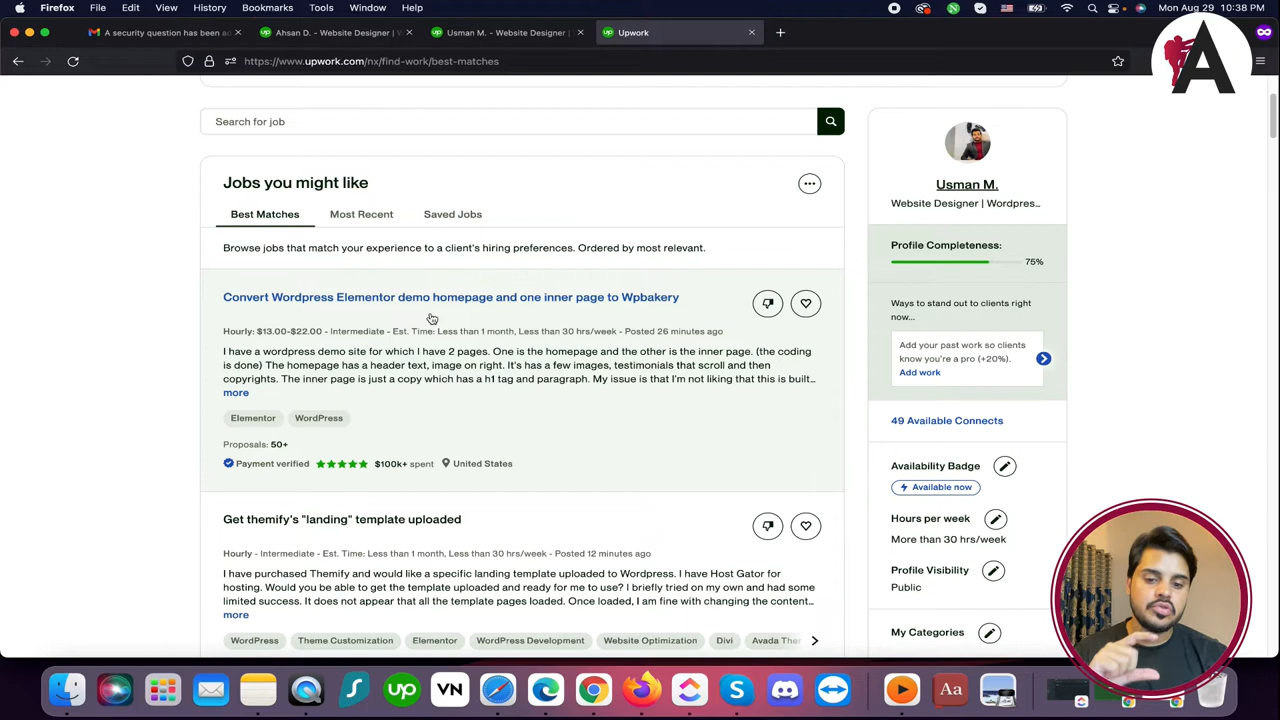 Firefox File Edit View History Bookmarks Tools Window Help
Mon Aug 29 10:38 PM
A security question has been ad
Ahsan D. - Website Designer | W
Usman M. - Website Designer |
Upwork
https://www.upwork.com/nx/find-work/best-matches
A
Search for job
Jobs you might like
Best Matches Most Recent Saved Jobs
Browse jobs that match your experience to a client's hiring preferences. Ordered by most relevant.
Convert Wordpress Elementor demo homepage and one inner page to Wpbakery
Hourly: $13.00-$22.00 - Intermediate - Est. Time: Less than 1 month, Less than 30 hrs/week - Posted 26 minutes ago
I have a wordpress demo site for which I have 2 pages. One is the homepage and the other is the inner page. (the coding
is done) The homepage has a header text, image on right. It's has a few images, testimonials that scroll and then
copyrights. The inner page is just a copy which has a h1 tag and paragraph. My issue is that I'm not liking that this is built...
more
Elementor WordPress
Proposals: 50+
Payment verified $100k+ spent United States
Get themify's "landing" template uploaded
Hourly - Intermediate - Est. Time: Less than 1 month, Less than 30 hrs/week - Posted 12 minutes ago
I have purchased Themify and would like a specific landing template uploaded to Wordpress. I have Host Gator for
hosting. Would you be able to get the template uploaded and ready for me to use? I briefly tried on my own and had some
limited success. It does not appear that all the template pages loaded. Once loaded, I am fine with changing the content...
more
WordPress Theme Customization Elementor WordPress Development Website Optimization Divi Avada The
Usman M.
Website Designer | Wordpres...
Profile Completeness:
75%
Ways to stand out to clients right
now...
Add your past work so clients
know you're a pro (+20%).
Add work
49 Available Connects
Availability Badge
Available now
Hours per week
More than 30 hrs/week
Profile Visibility
Public
My Categories
up VN Aa